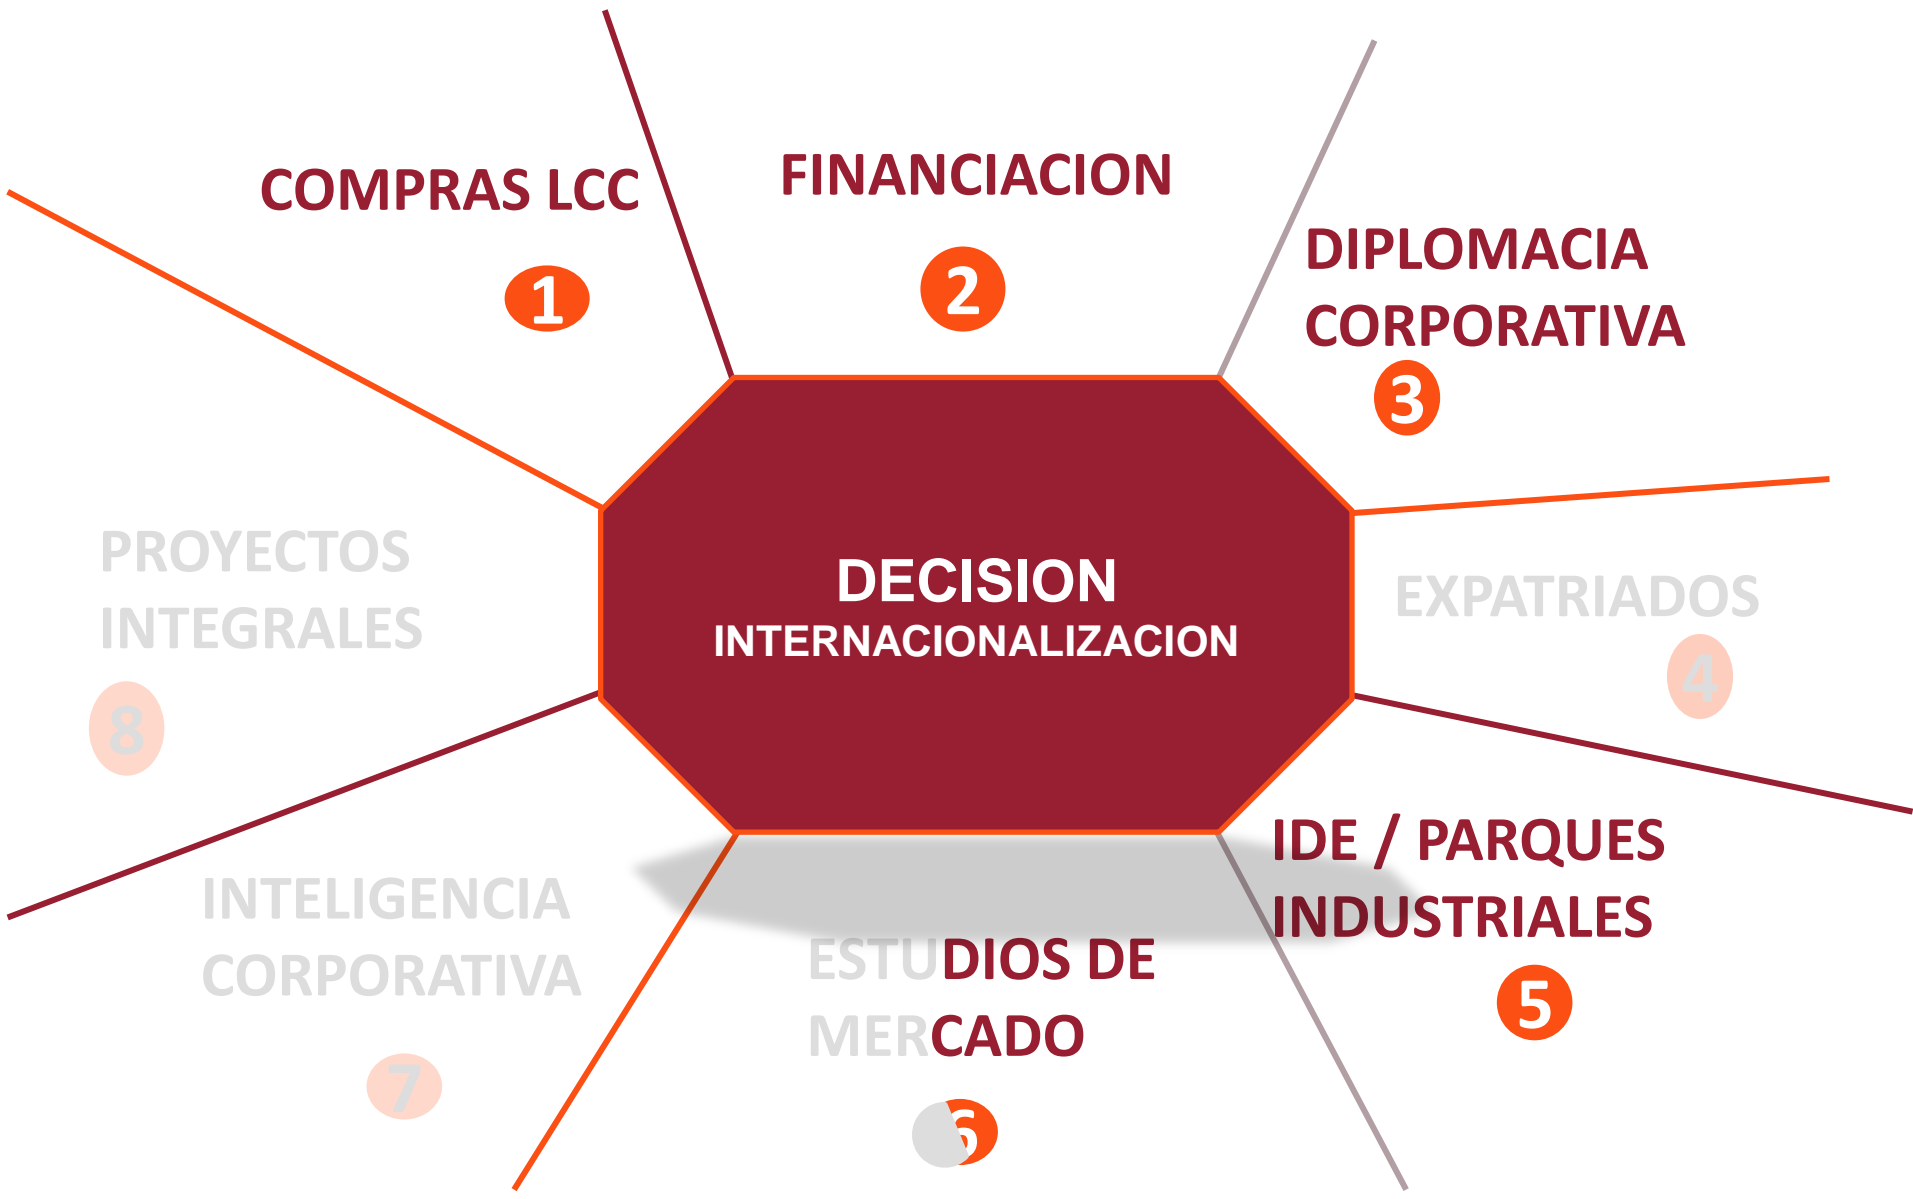 COMPRAS LCC
1
FINANCIACION
2
DIPLOMACIA
CORPORATIVA
3
EXPATRIADOS
4
IDE / PARQUES
INDUSTRIALES
5
ESTUDIOS DE
MERCADO
6
INTELIGENCIA
CORPORATIVA
7
PROYECTOS
INTEGRALES
8
DECISION
INTERNACIONALIZACION